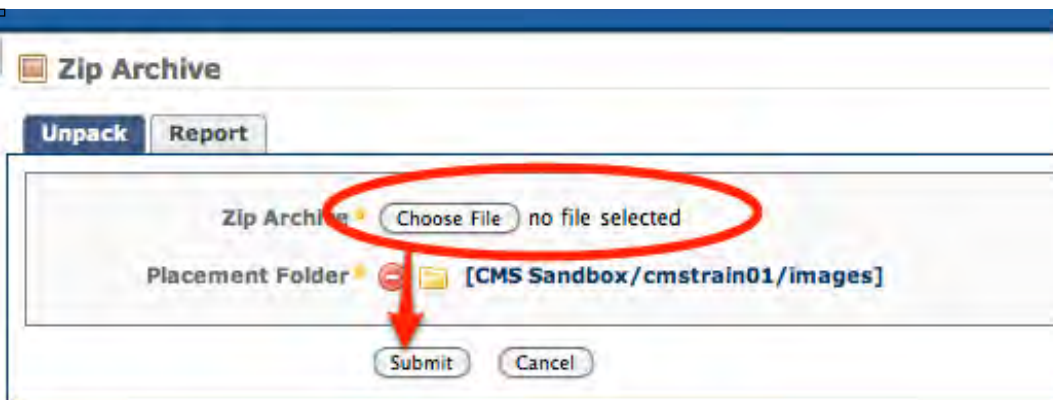 Zip Archive
Unpack Report
Zip Archive * Choose File no file selected
Placement Folder * [CMS Sandbox/cmstrain01/images]
Submit Cancel